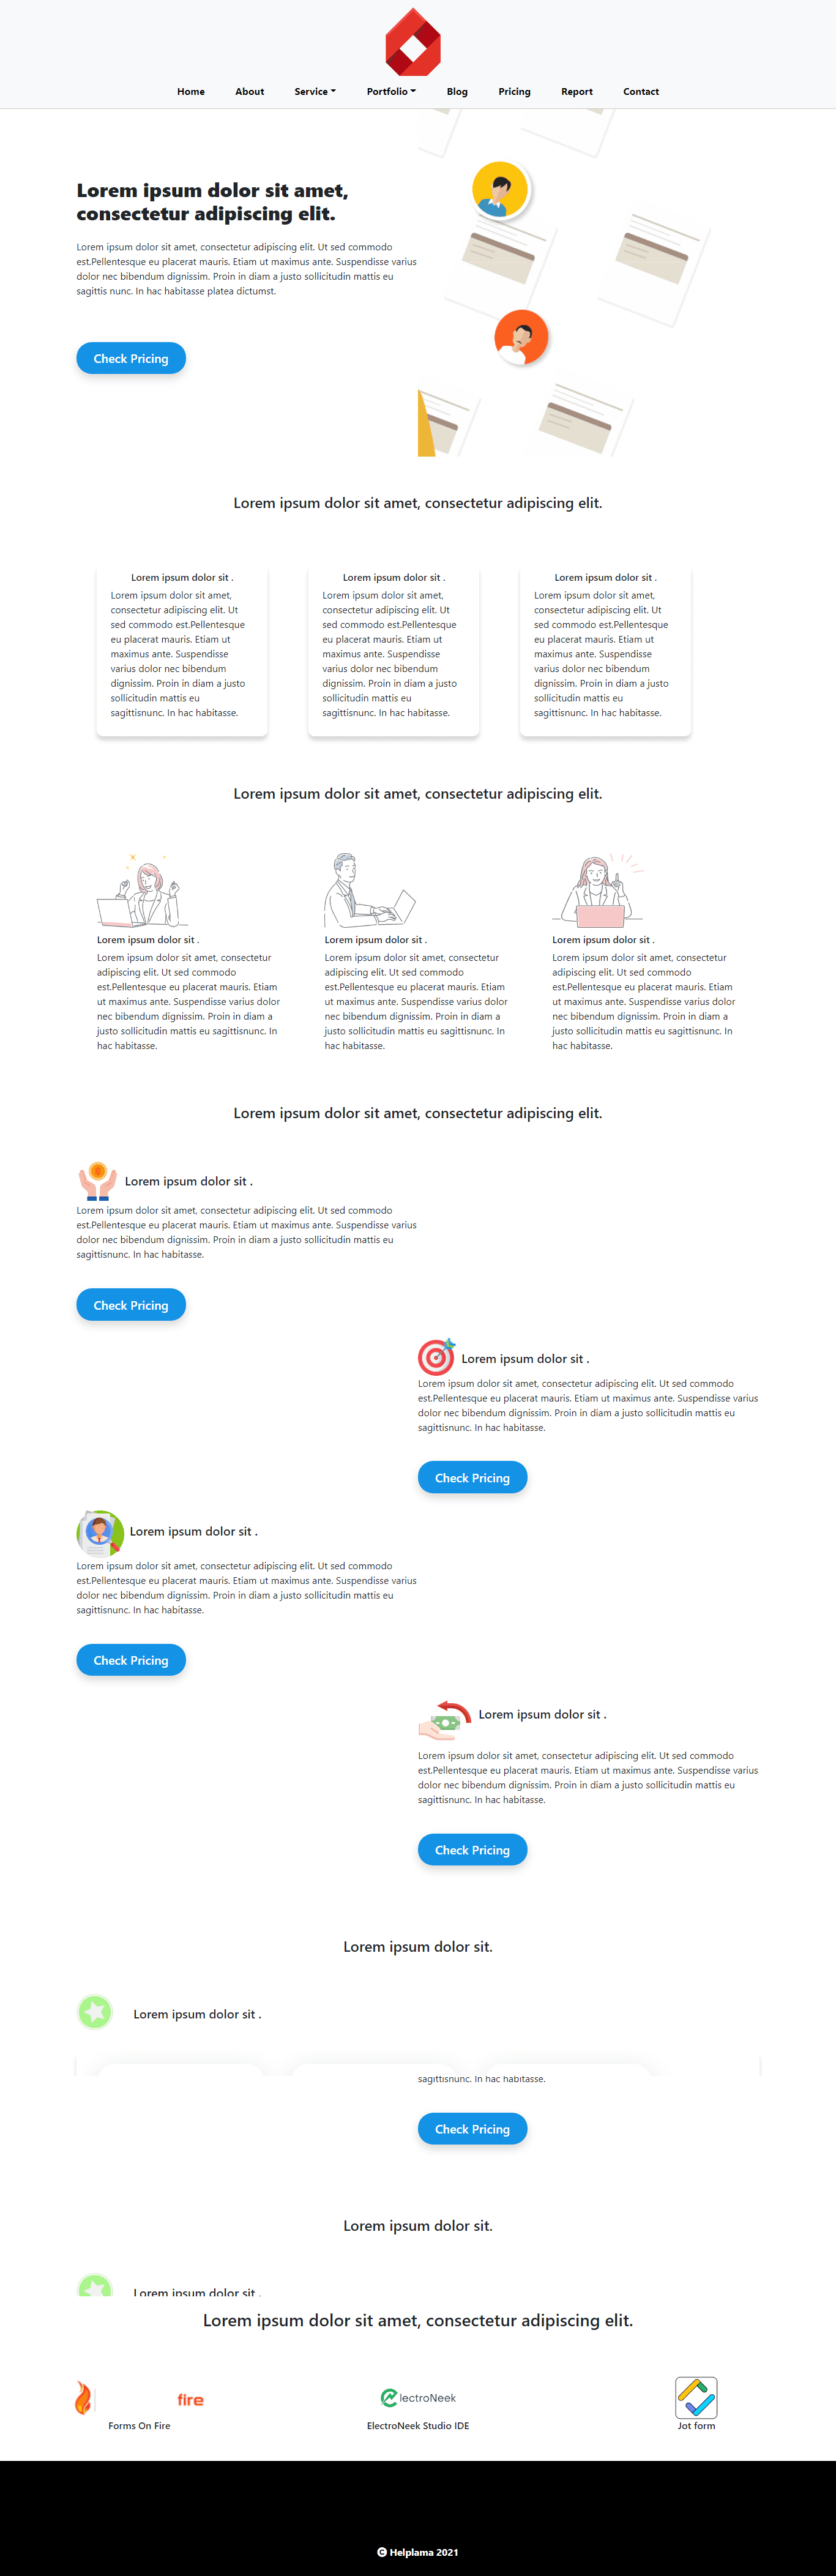 Home About Service Portfolio Blog Pricing Report Contact
Lorem ipsum dolor sit amet,
consectetur adipiscing elit.
Lorem ipsum dolor sit amet, consectetur adipiscing elit. Ut sed commodo
est.Pellentesque eu placerat mauris. Etiam ut maximus ante. Suspendisse varius
dolor nec bibendum dignissim. Proin in diam a justo sollicitudin mattis eu
sagittis nunc. In hac habitasse platea dictumst.
Check Pricing
Lorem ipsum dolor sit amet, consectetur adipiscing elit.
Lorem ipsum dolor sit .
Lorem ipsum dolor sit amet,
consectetur adipiscing elit. Ut
sed commodo est.Pellentesque
eu placerat mauris. Etiam ut
maximus ante. Suspendisse
varius dolor nec bibendum
dignissim. Proin in diam a justo
sollicitudin mattis eu
sagittisnunc. In hac habitasse.
Lorem ipsum dolor sit .
Lorem ipsum dolor sit amet,
consectetur adipiscing elit. Ut
sed commodo est.Pellentesque
eu placerat mauris. Etiam ut
maximus ante. Suspendisse
varius dolor nec bibendum
dignissim. Proin in diam a justo
sollicitudin mattis eu
sagittisnunc. In hac habitasse.
Lorem ipsum dolor sit .
Lorem ipsum dolor sit amet,
consectetur adipiscing elit. Ut
sed commodo est.Pellentesque
eu placerat mauris. Etiam ut
maximus ante. Suspendisse
varius dolor nec bibendum
dignissim. Proin in diam a justo
sollicitudin mattis eu
sagittisnunc. In hac habitasse.
Lorem ipsum dolor sit amet, consectetur adipiscing elit.
Lorem ipsum dolor sit .
Lorem ipsum dolor sit amet, consectetur
adipiscing elit. Ut sed commodo
est.Pellentesque eu placerat mauris. Etiam
ut maximus ante. Suspendisse varius dolor
nec bibendum dignissim. Proin in diam a
justo sollicitudin mattis eu sagittisnunc. In
hac habitasse.
Lorem ipsum dolor sit .
Lorem ipsum dolor sit amet, consectetur
adipiscing elit. Ut sed commodo
est.Pellentesque eu placerat mauris. Etiam
ut maximus ante. Suspendisse varius dolor
nec bibendum dignissim. Proin in diam a
justo sollicitudin mattis eu sagittisnunc. In
hac habitasse.
Lorem ipsum dolor sit .
Lorem ipsum dolor sit amet, consectetur
adipiscing elit. Ut sed commodo
est.Pellentesque eu placerat mauris. Etiam
ut maximus ante. Suspendisse varius dolor
nec bibendum dignissim. Proin in diam a
justo sollicitudin mattis eu sagittisnunc. In
hac habitasse.
Lorem ipsum dolor sit amet, consectetur adipiscing elit.
Lorem ipsum dolor sit .
Lorem ipsum dolor sit amet, consectetur adipiscing elit. Ut sed commodo
est.Pellentesque eu placerat mauris. Etiam ut maximus ante. Suspendisse varius
dolor nec bibendum dignissim. Proin in diam a justo sollicitudin mattis eu
sagittisnunc. In hac habitasse.
Check Pricing
Lorem ipsum dolor sit .
Lorem ipsum dolor sit amet, consectetur adipiscing elit. Ut sed commodo
est.Pellentesque eu placerat mauris. Etiam ut maximus ante. Suspendisse varius
dolor nec bibendum dignissim. Proin in diam a justo sollicitudin mattis eu
sagittisnunc. In hac habitasse.
Check Pricing
Lorem ipsum dolor sit .
Lorem ipsum dolor sit amet, consectetur adipiscing elit. Ut sed commodo
est.Pellentesque eu placerat mauris. Etiam ut maximus ante. Suspendisse varius
dolor nec bibendum dignissim. Proin in diam a justo sollicitudin mattis eu
sagittisnunc. In hac habitasse.
Check Pricing
Lorem ipsum dolor sit .
Lorem ipsum dolor sit amet, consectetur adipiscing elit. Ut sed commodo
est.Pellentesque eu placerat mauris. Etiam ut maximus ante. Suspendisse varius
dolor nec bibendum dignissim. Proin in diam a justo sollicitudin mattis eu
sagittisnunc. In hac habitasse.
Check Pricing
Lorem ipsum dolor sit.
Lorem ipsum dolor sit .
sagittisnunc. In hac habitasse.
Check Pricing
Lorem ipsum dolor sit.
Lorem ipsum dolor sit .
Lorem ipsum dolor sit amet, consectetur adipiscing elit.
fire
lectroNeek
Forms On Fire
ElectroNeek Studio IDE
Jot form
© Helplama 2021